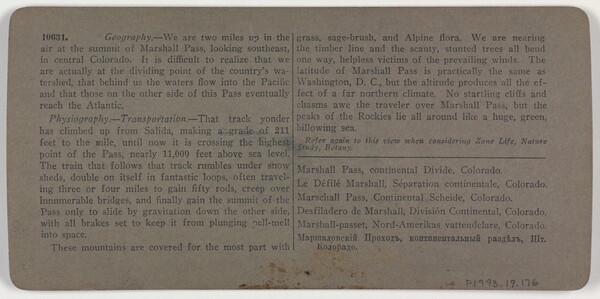 10631. Geography.—We are two miles up in the
air at the summit of Marshall Pass, looking southeast,
in central Colorado. It is difficult to realize that we
are actually at the dividing point of the country's wa-
tershed, that behind us the waters flow into the Pacific
and that those on the other side of this Pass eventually
reach the Atlantic.
Physiography.—Transportation.—That track yonder
has climbed up from Salida, making a grade of 211
feet to the mile, until now it is crossing the highest
point of the Pass, nearly 11,000 feet above sea level.
The train that follows that track rumbles under snow
sheds, double on itself in fantastic loops, often travel-
ing three or four miles to gain fifty rods, creep over
innumerable bridges, and finally gain the summit of the
Pass only to slide by gravitation down the other side,
with all brakes set to keep it from plunging pell-mell
into space.
These mountains are covered for the most part with
grass, sage-brush, and Alpine flora. We are nearing
the timber line and the scanty, stunted trees all bend
one way, helpless victims of the prevailing winds. The
latitude of Marshall Pass is practically the same as
Washington, D. C., but the altitude produces all the ef-
fect of a far northern climate. No startling cliffs and
chasms awe the traveler over Marshall Pass, but the
peaks of the Rockies lie all around like a huge, green,
billowing sea.
Refer again to this view when considering Zone Life, Nature
Study, Botany.
Marshall Pass, continental Divide, Colorado.
Le Défilé Marshall, Séparation continentale, Colorado.
Marschall Pass, Continental Scheide, Colorado.
Desfiladero de Marshall, División Continental, Colorado.
Marshall-passet, Nord-Amerikas vattendelare, Colorado.
Маршаловскій Проходъ, континентальный раздѣлъ, Шт.
Колорадо.
P1998.19.176